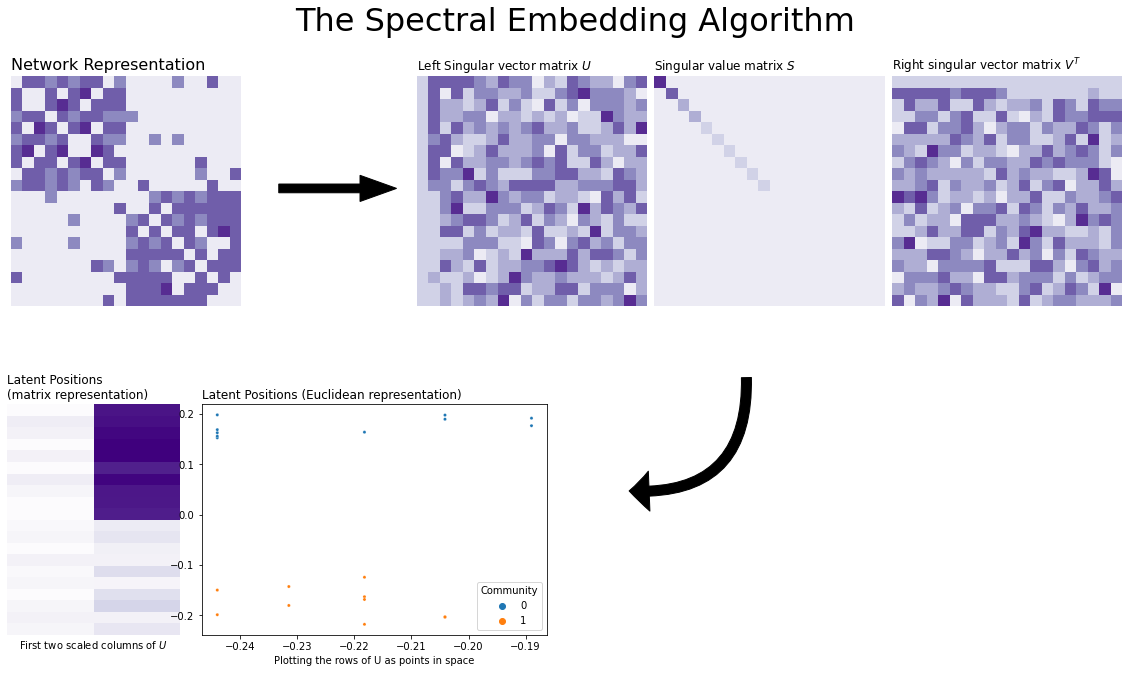 The Spectral Embedding Algorithm
Network Representation
Left Singular vector matrix U
Singular value matrix S
Right singular vector matrix V^T
Latent Positions
(matrix representation)
First two scaled columns of U
Latent Positions (Euclidean representation)
0.2
0.1
0.0
−0.1
−0.2
−0.24
−0.23
−0.22
−0.21
−0.20
−0.19
Plotting the rows of U as points in space
Community
0
1